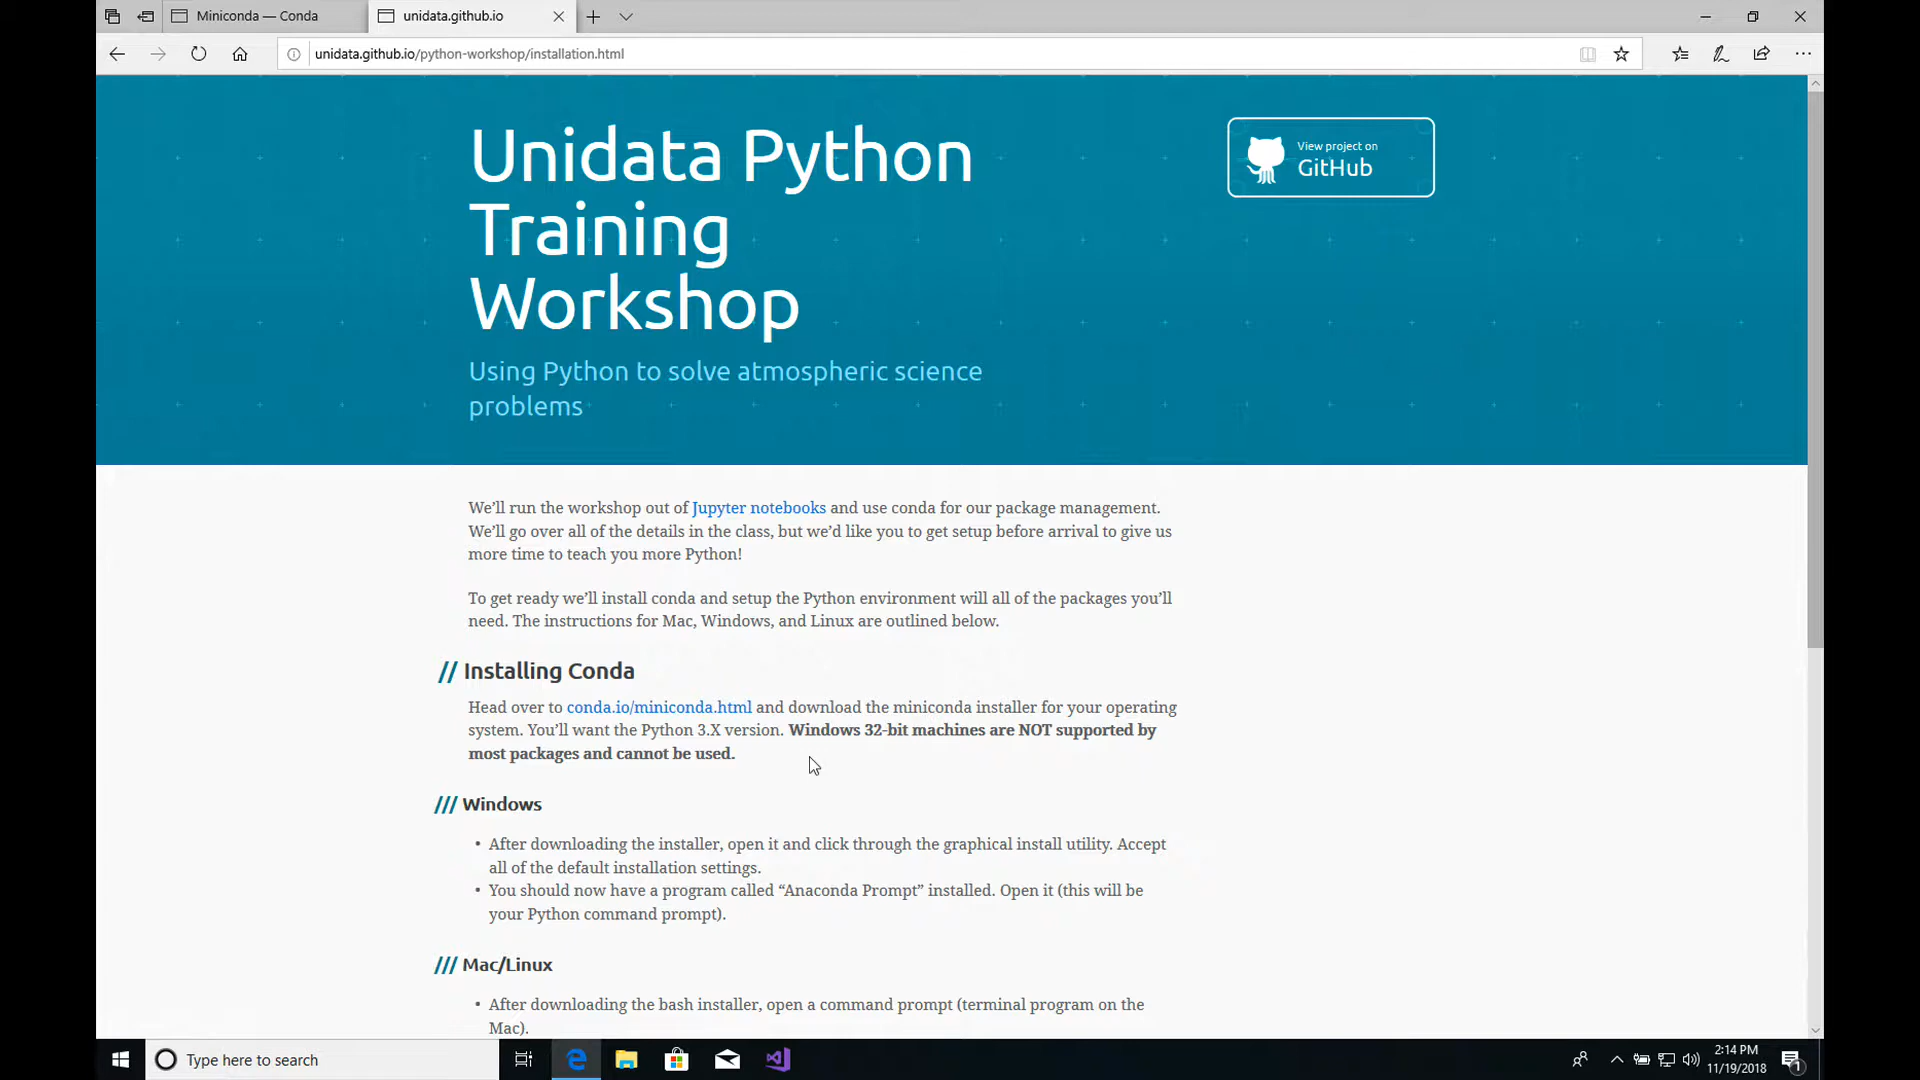 Miniconda — Conda
unidata.github.io
unidata.github.io/python-workshop/installation.html
Unidata Python
Training
Workshop
View project on
GitHub
Using Python to solve atmospheric science
problems
We’ll run the workshop out of Jupyter notebooks and use conda for our package management.
We’ll go over all of the details in the class, but we’d like you to get setup before arrival to give us
more time to teach you more Python!
To get ready we’ll install conda and setup the Python environment will all of the packages you’ll
need. The instructions for Mac, Windows, and Linux are outlined below.
// Installing Conda
Head over to conda.io/miniconda.html and download the miniconda installer for your operating
system. You’ll want the Python 3.X version. Windows 32-bit machines are NOT supported by
most packages and cannot be used.
/// Windows
• After downloading the installer, open it and click through the graphical install utility. Accept
all of the default installation settings.
• You should now have a program called “Anaconda Prompt” installed. Open it (this will be
your Python command prompt).
/// Mac/Linux
• After downloading the bash installer, open a command prompt (terminal program on the
Mac).
Type here to search
2:14 PM
11/19/2018
1